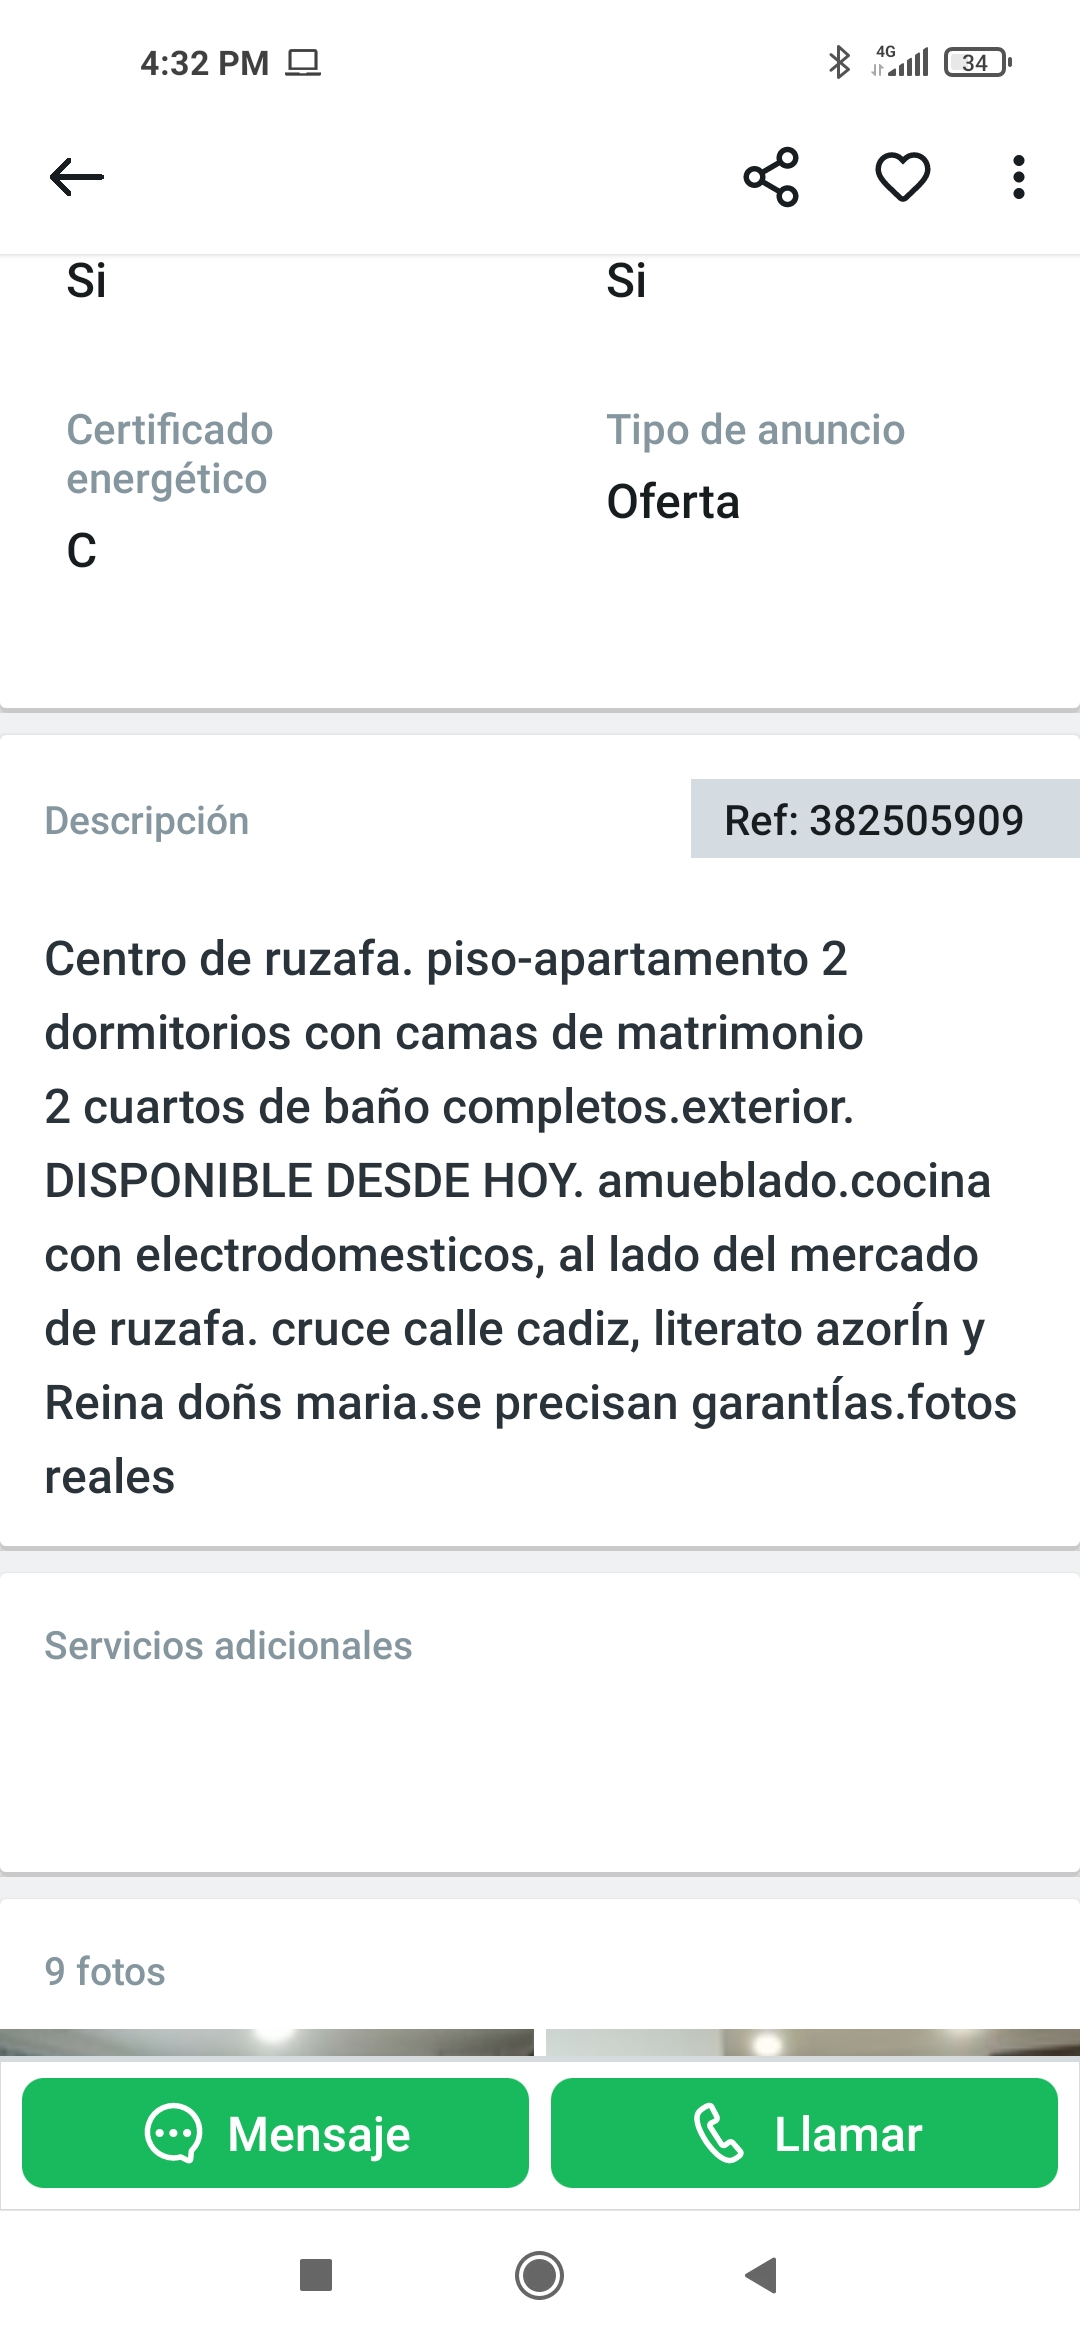 4:32 PM
4G
34
Si
Si
Certificado
energético
C
Tipo de anuncio
Oferta
Descripción
Ref: 382505909
Centro de ruzafa. piso-apartamento 2
dormitorios con camas de matrimonio
2 cuartos de baño completos.exterior.
DISPONIBLE DESDE HOY. amueblado.cocina
con electrodomesticos, al lado del mercado
de ruzafa. cruce calle cadiz, literato azorÍn y
Reina doñs maria.se precisan garantÍas.fotos
reales
Servicios adicionales
9 fotos
Mensaje
Llamar